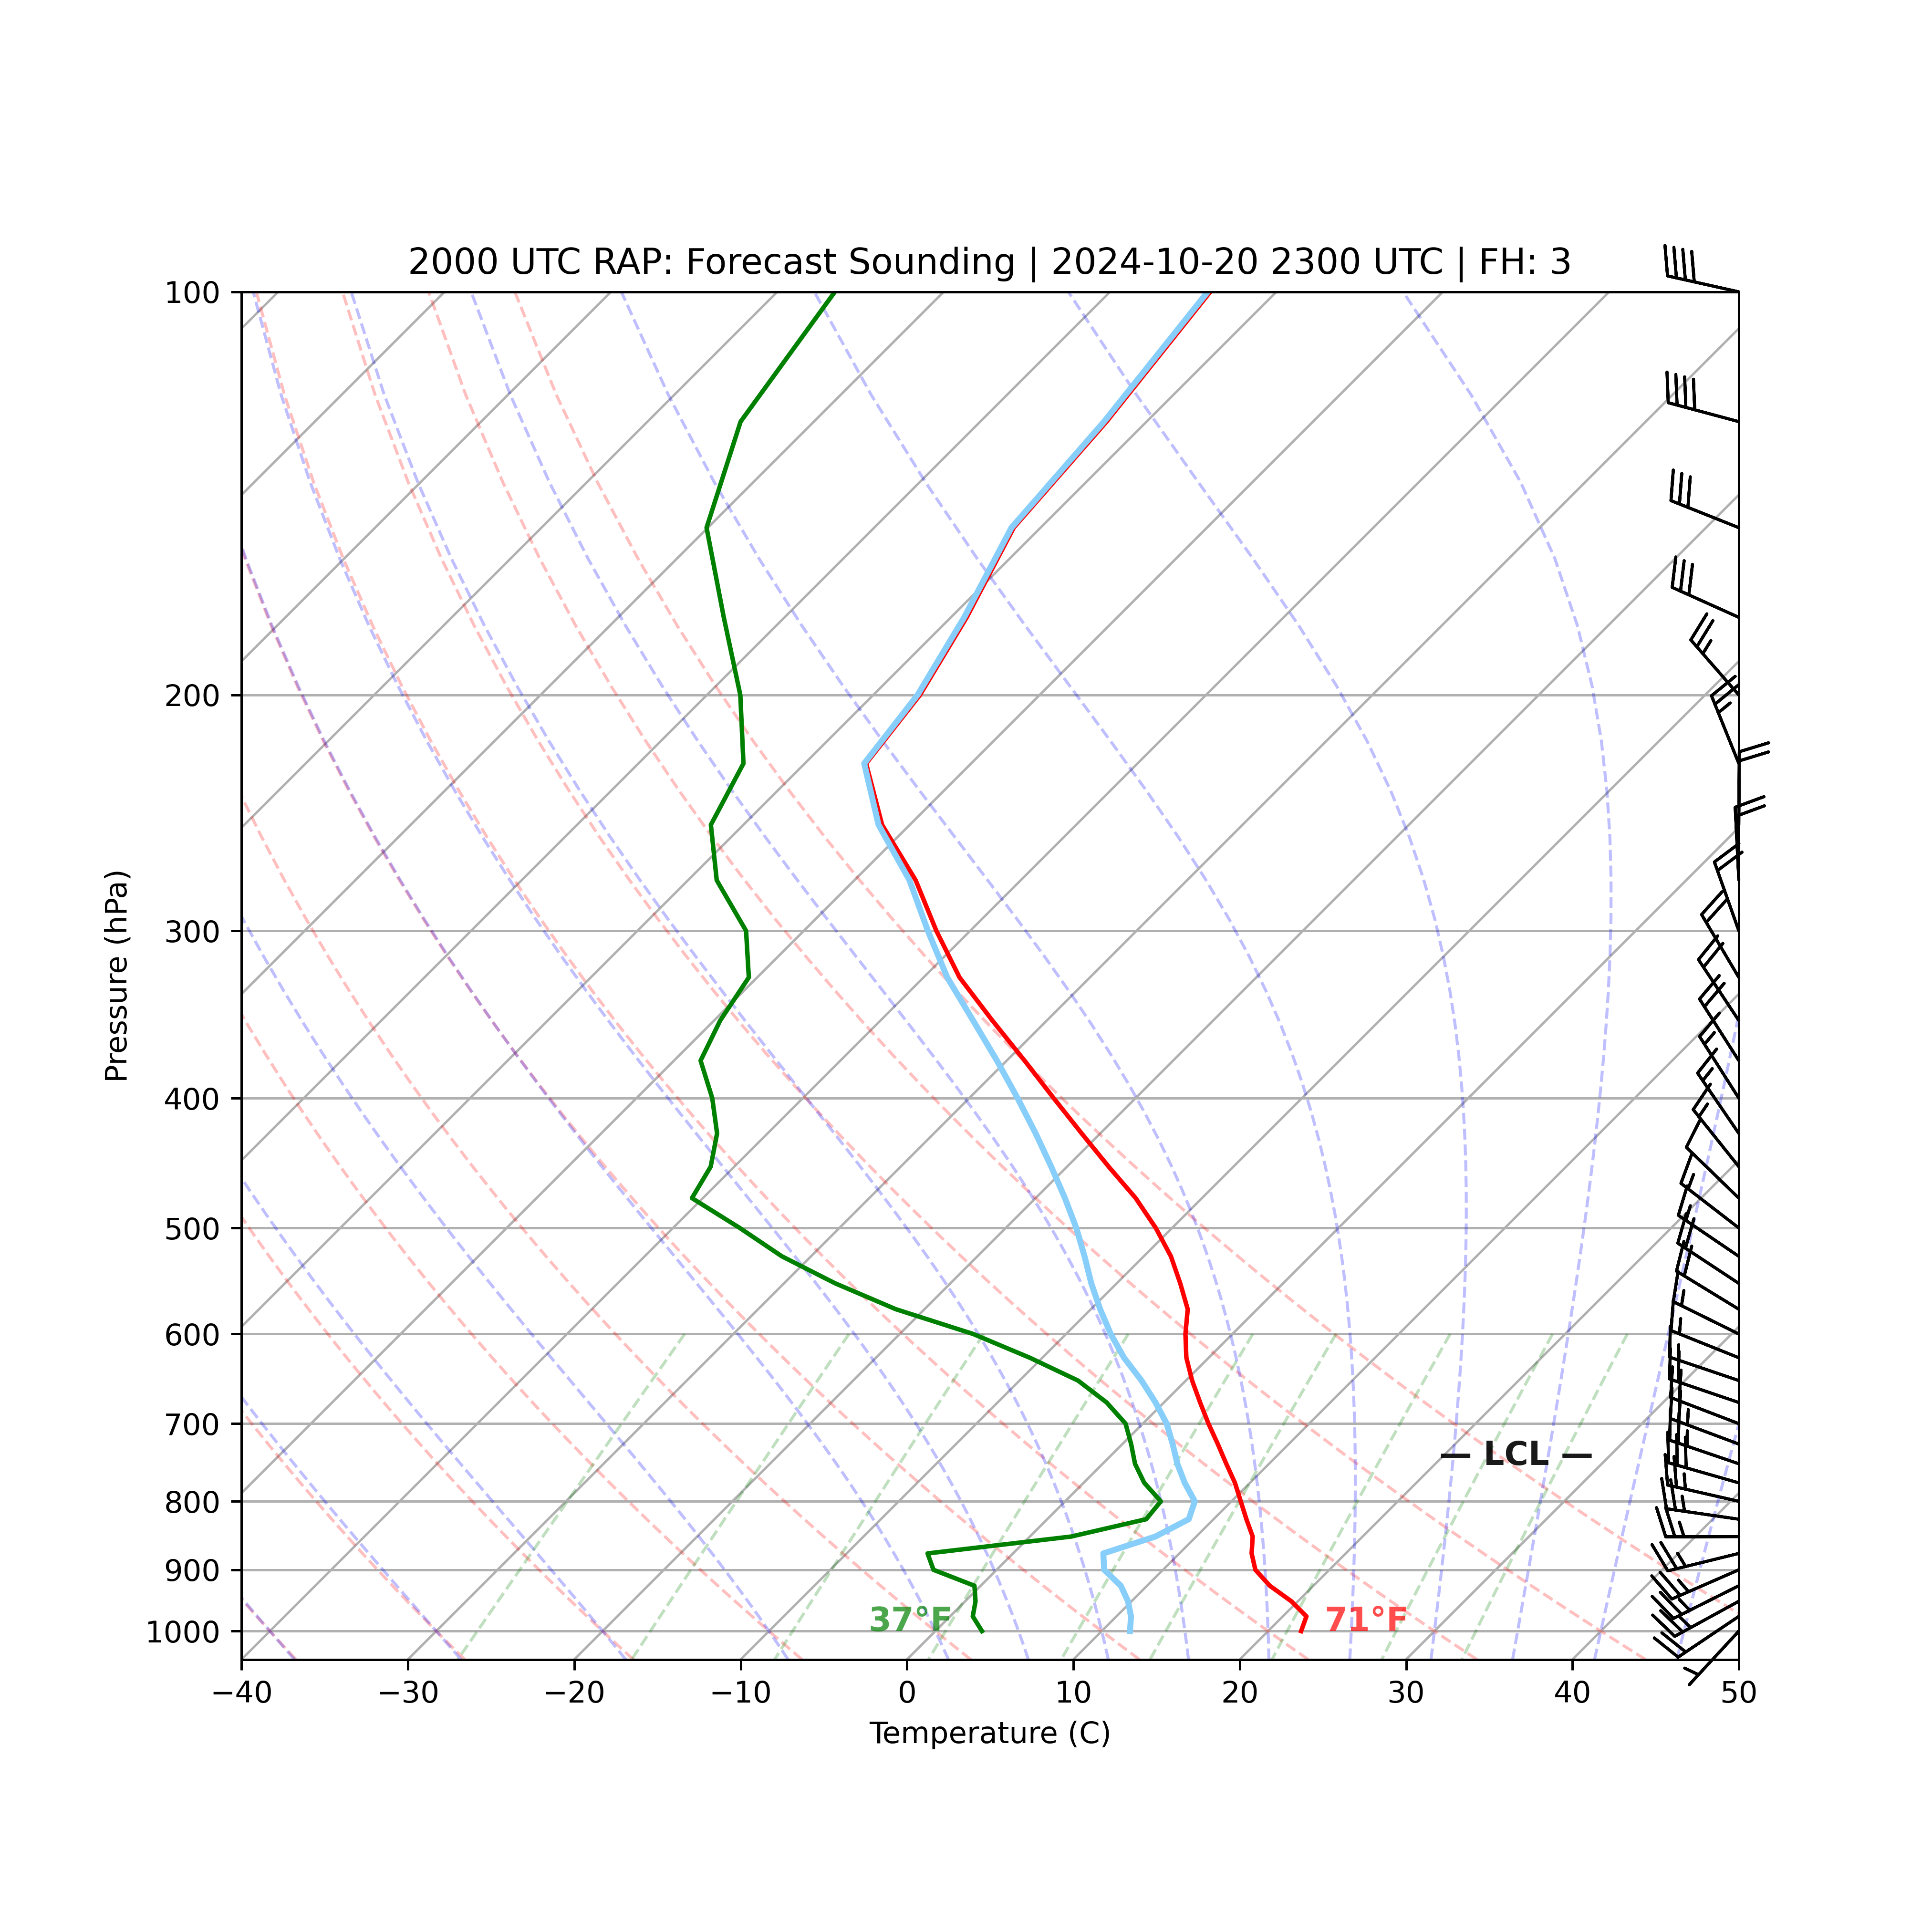 2000 UTC RAP: Forecast Sounding | 2024-10-20 2300 UTC | FH: 3
100
200
300
400
500
600
700
800
900
1000
Pressure (hPa)
— LCL —
37°F
71°F
−40 −30 −20 −10 0 10 20 30 40 50
Temperature (C)